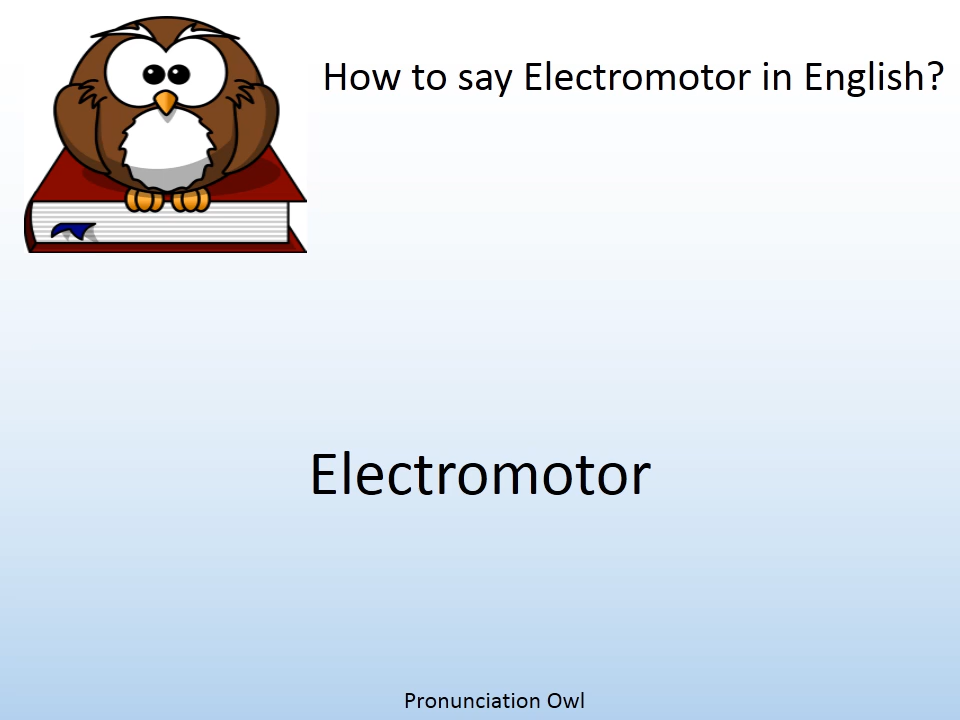 How to say Electromotor in English?
Electromotor
Pronunciation Owl